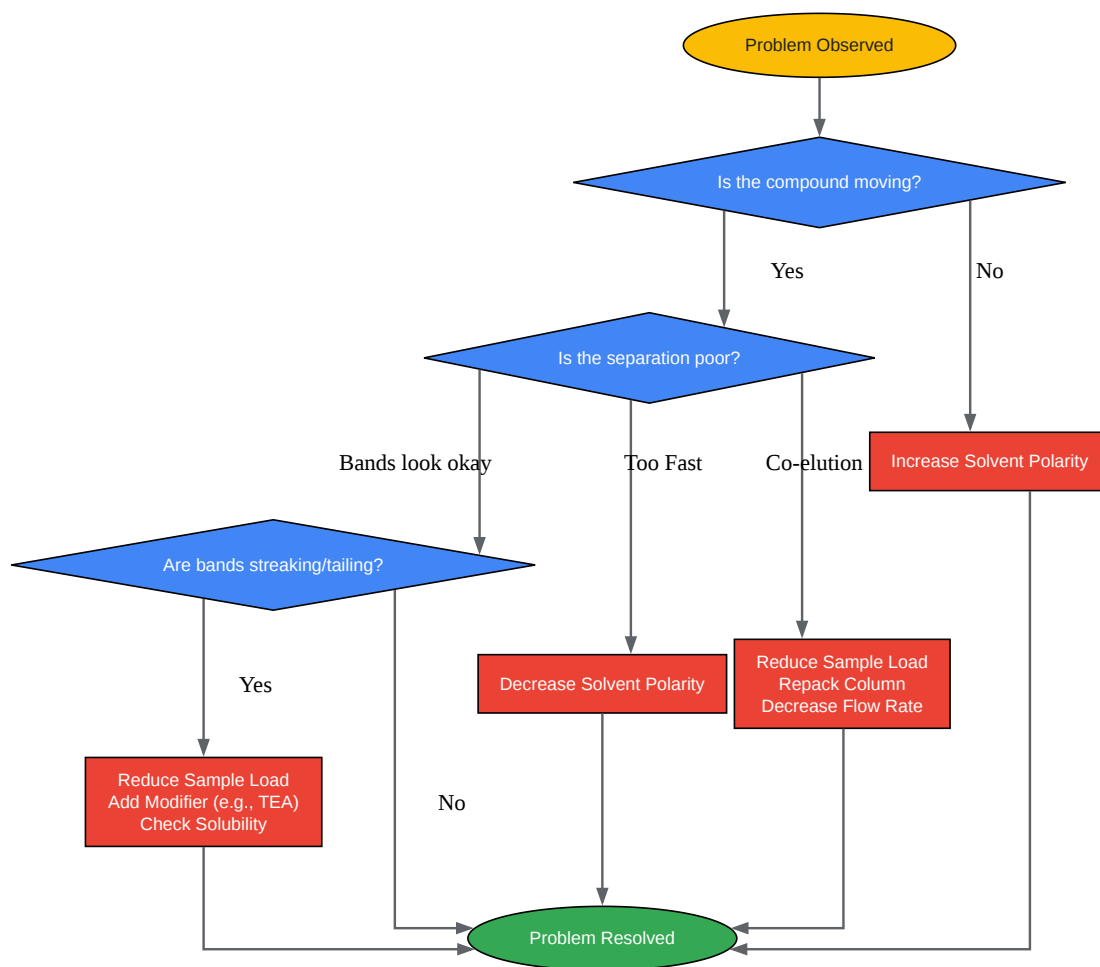 Problem Observed
Is the compound moving?
Yes
No
Is the separation poor?
Bands look okay
Too Fast
Co-elution
Increase Solvent Polarity
Are bands streaking/tailing?
Yes
Decrease Solvent Polarity
Reduce Sample Load
Repack Column
Decrease Flow Rate
Reduce Sample Load
Add Modifier (e.g., TEA)
Check Solubility
No
Problem Resolved